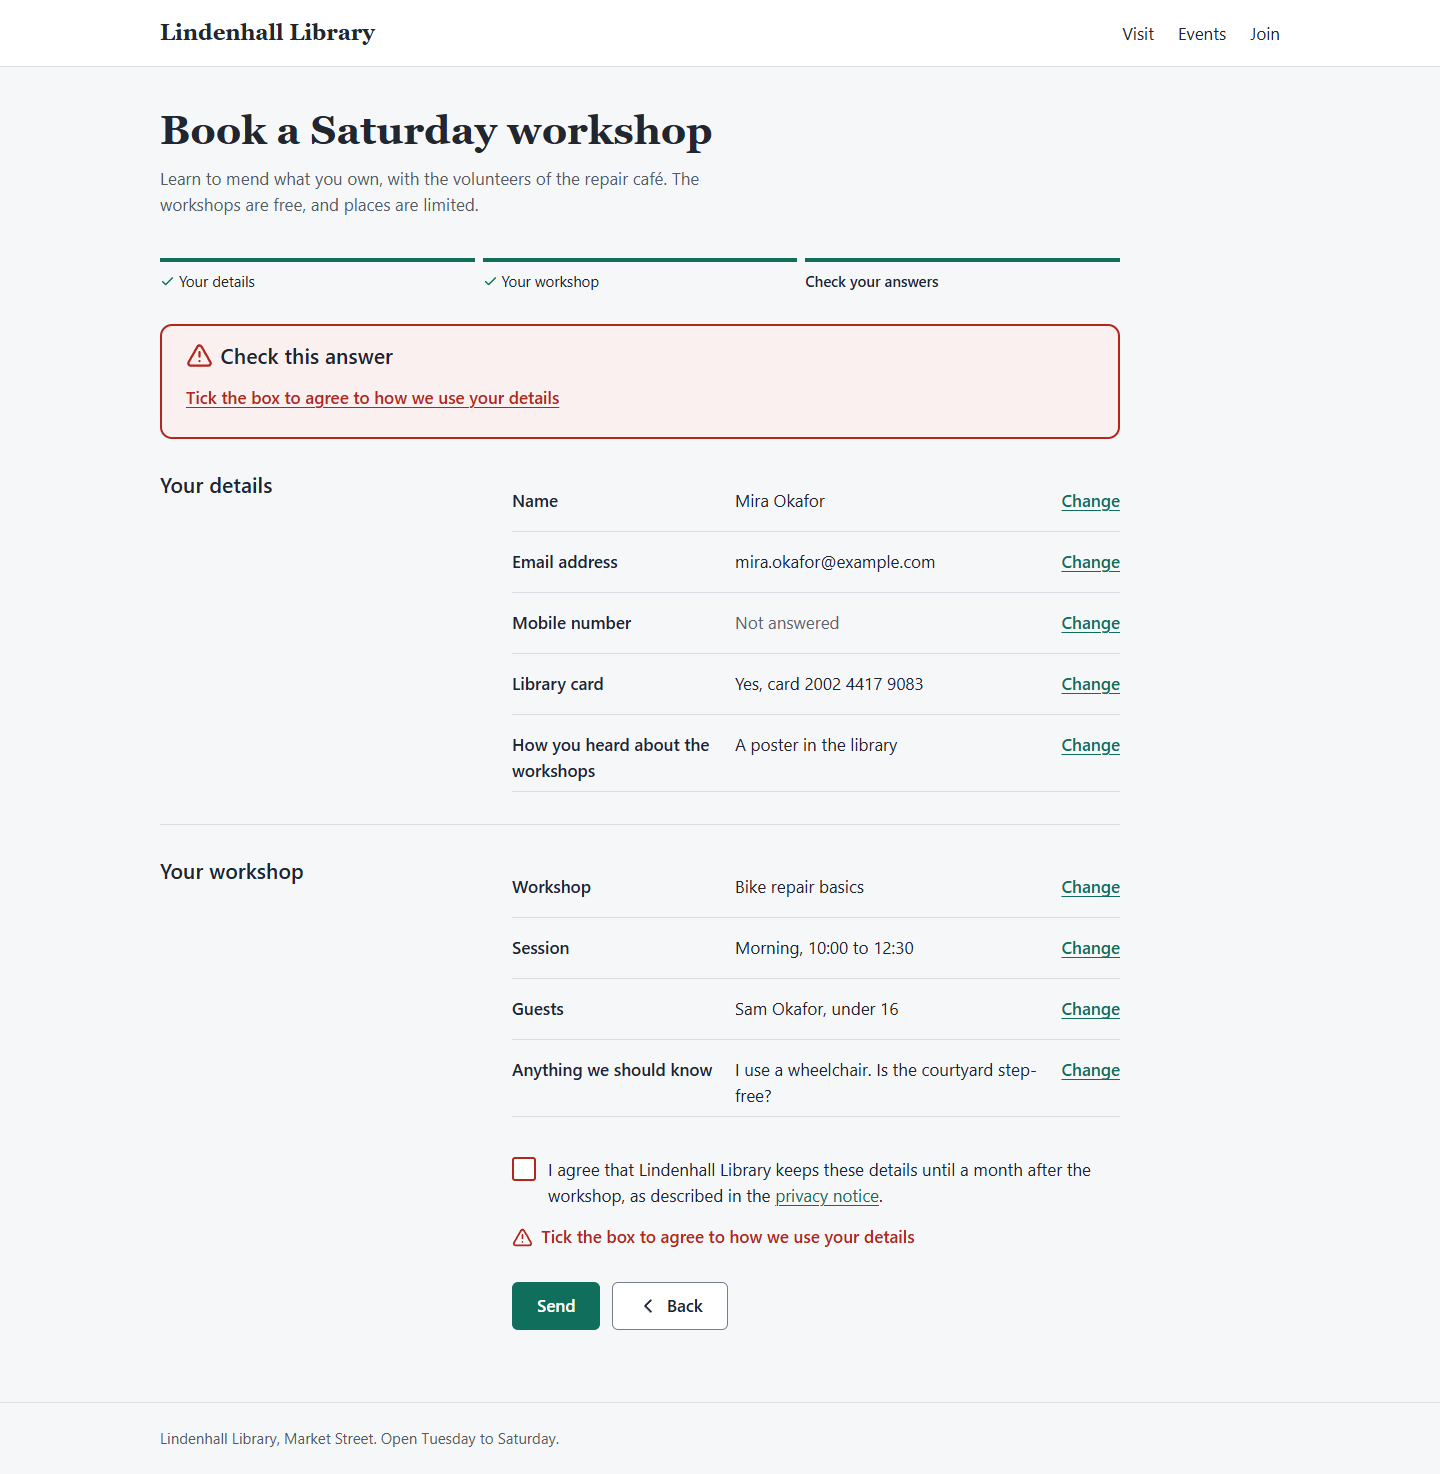 Lindenhall Library
Visit
Events
Join
Book a Saturday workshop
Learn to mend what you own, with the volunteers of the repair café. The
workshops are free, and places are limited.
Your details
Your workshop
Check your answers
Check this answer
Tick the box to agree to how we use your details
Your details
Name
Mira Okafor
Change
Email address
mira.okafor@example.com
Change
Mobile number
Not answered
Change
Library card
Yes, card 2002 4417 9083
Change
How you heard about the
workshops
A poster in the library
Change
Your workshop
Workshop
Bike repair basics
Change
Session
Morning, 10:00 to 12:30
Change
Guests
Sam Okafor, under 16
Change
Anything we should know
I use a wheelchair. Is the courtyard step-
free?
Change
I agree that Lindenhall Library keeps these details until a month after the
workshop, as described in the privacy notice.
Tick the box to agree to how we use your details
Send
Back
Lindenhall Library, Market Street. Open Tuesday to Saturday.